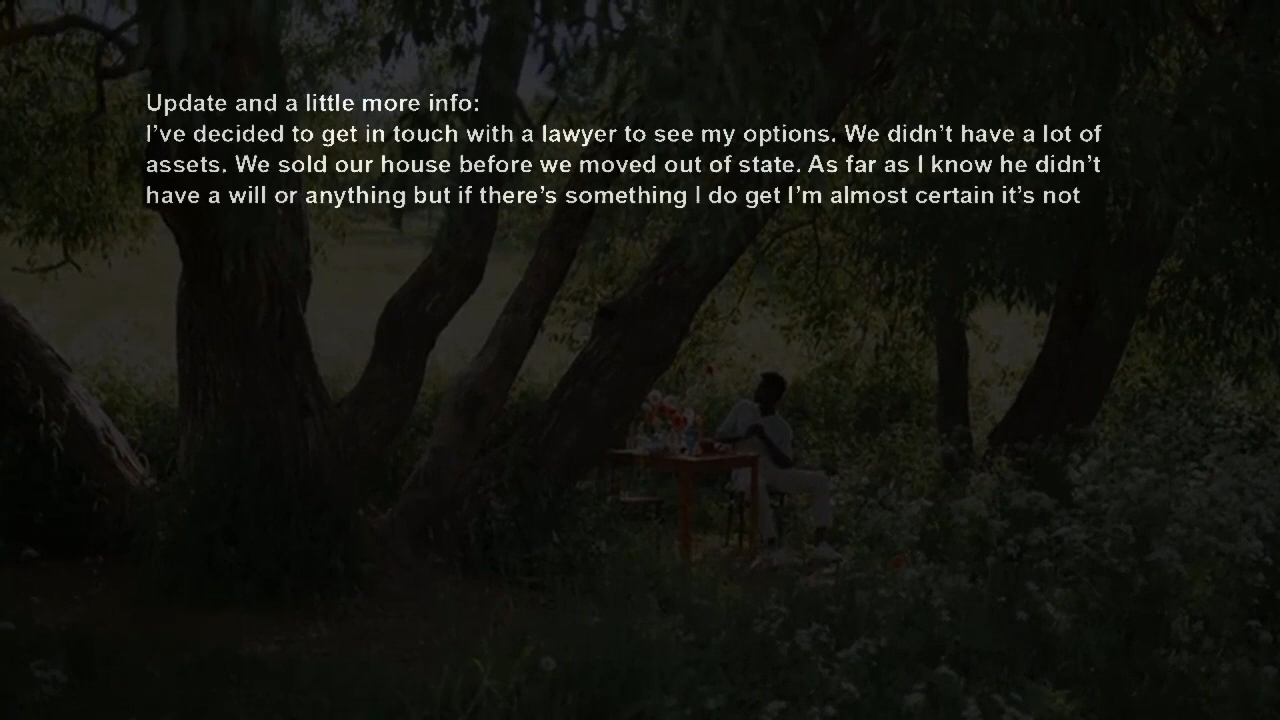 Update and a little more info:
I’ve decided to get in touch with a lawyer to see my options. We didn’t have a lot of
assets. We sold our house before we moved out of state. As far as I know he didn’t
have a will or anything but if there’s something I do get I’m almost certain it’s not